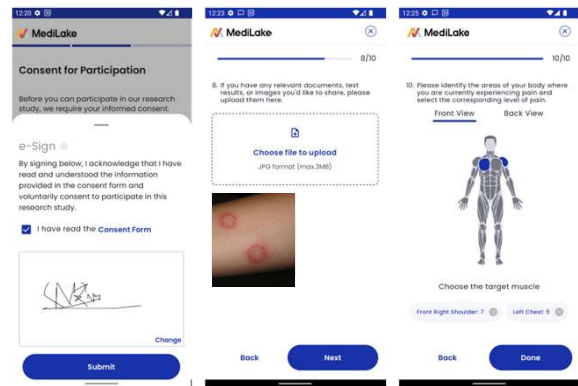 12:20
MediLake
Consent for Participation
Before you can participate in our research
study, we require your informed consent.
e-Sign
By signing below, I acknowledge that I have
read and understood the information
provided in the consent form and
voluntarily consent to participate in this
research study.
I have read the Consent Form
Change
Submit
12:23
MediLake
8/10
8. If you have any relevant documents, test
results, or images you'd like to share, please
upload them here.
Choose file to upload
JPG format (max.3MB)
Back
Next
12:25
MediLake
10/10
10. Please identify the areas of your body where
you are currently experiencing pain and
select the corresponding level of pain.
Front View
Back View
Choose the target muscle
Front Right Shoulder: 7
Left Chest: 5
Back
Done